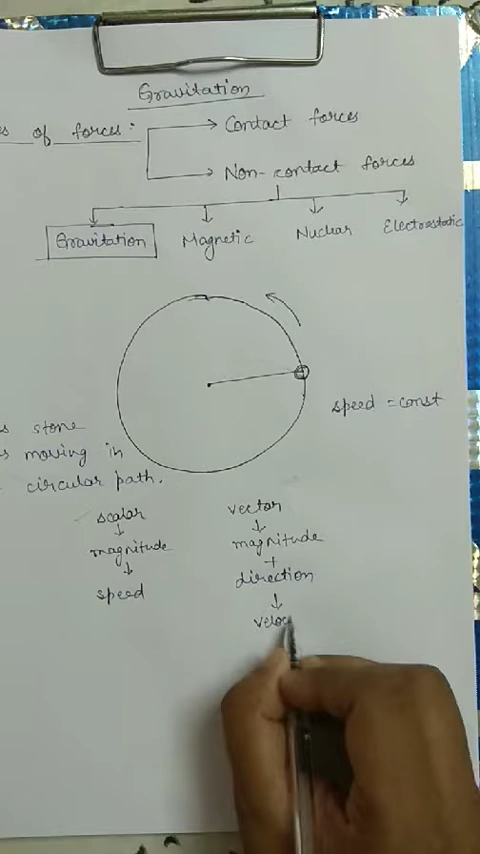 Gravitation
of forces:
Contact forces
Non-contact forces
Gravitation Magnetic Nuclear Electrostatic
speed = const
stone
moving in
circular path.
scalar
magnitude
speed
vector
magnitude
+
direction
veloc